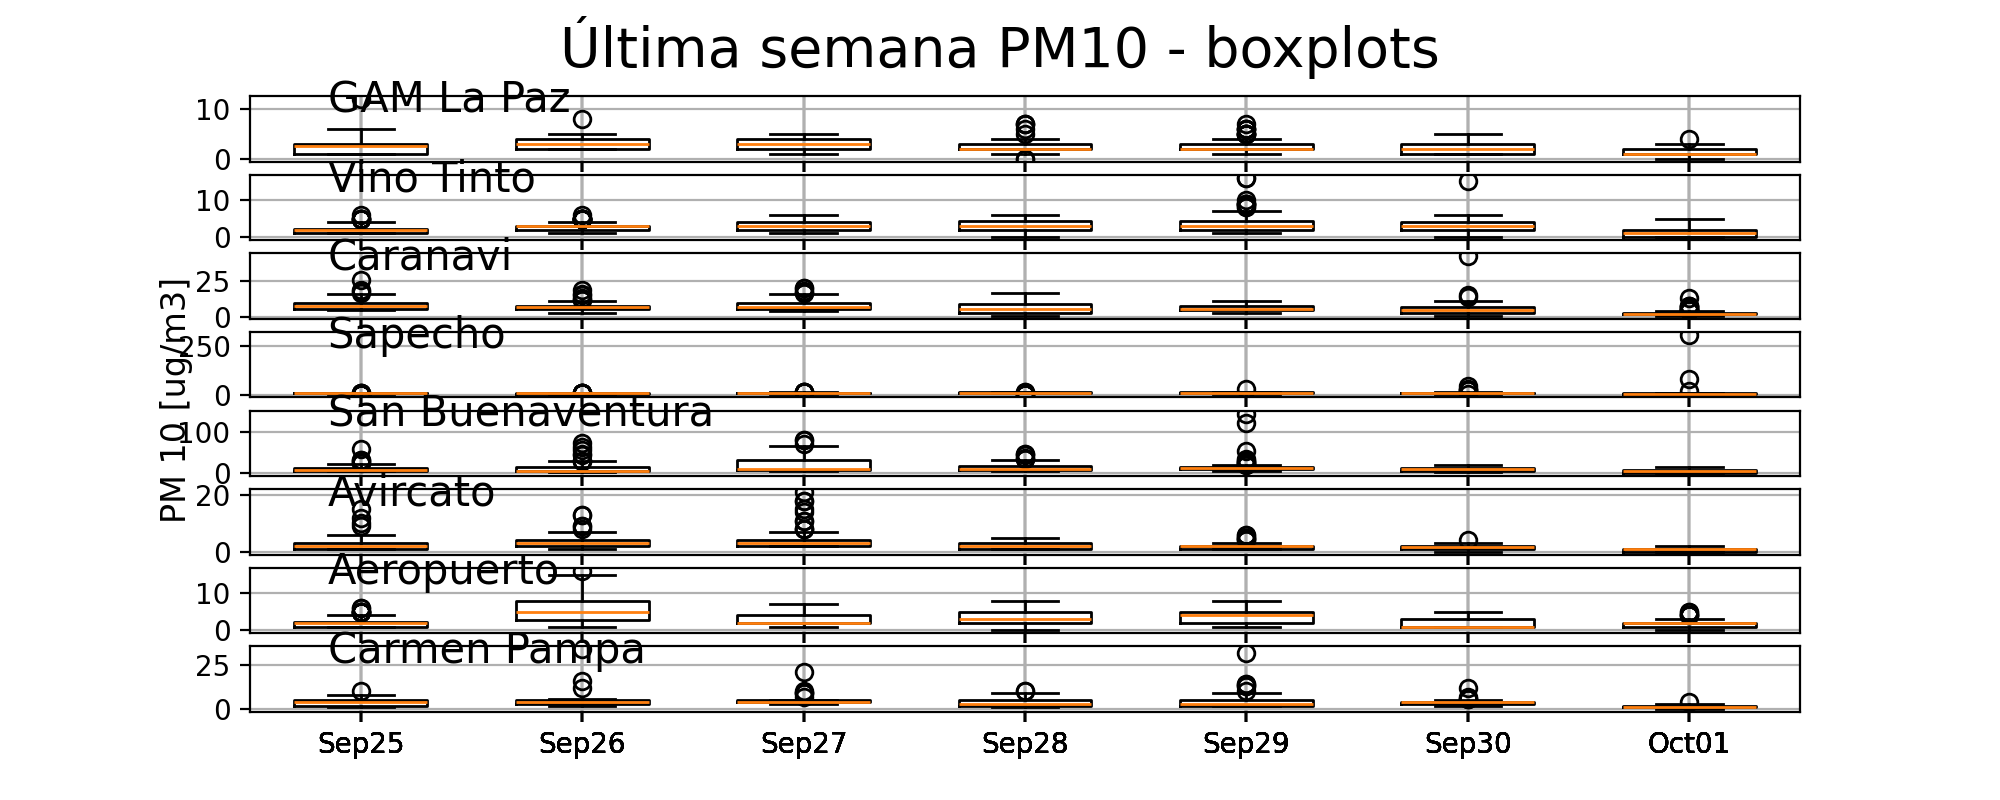 Última semana PM10 - boxplots
GAM La Paz
10
0
Vino Tinto
10
0
Caranavi
25
0
Sapecho
250
0
San Buenaventura
100
0
Avircato
20
0
Aeropuerto
10
0
Carmen Pampa
25
0
PM 10 [ug/m3]
Sep25 Sep26 Sep27 Sep28 Sep29 Sep30 Oct01